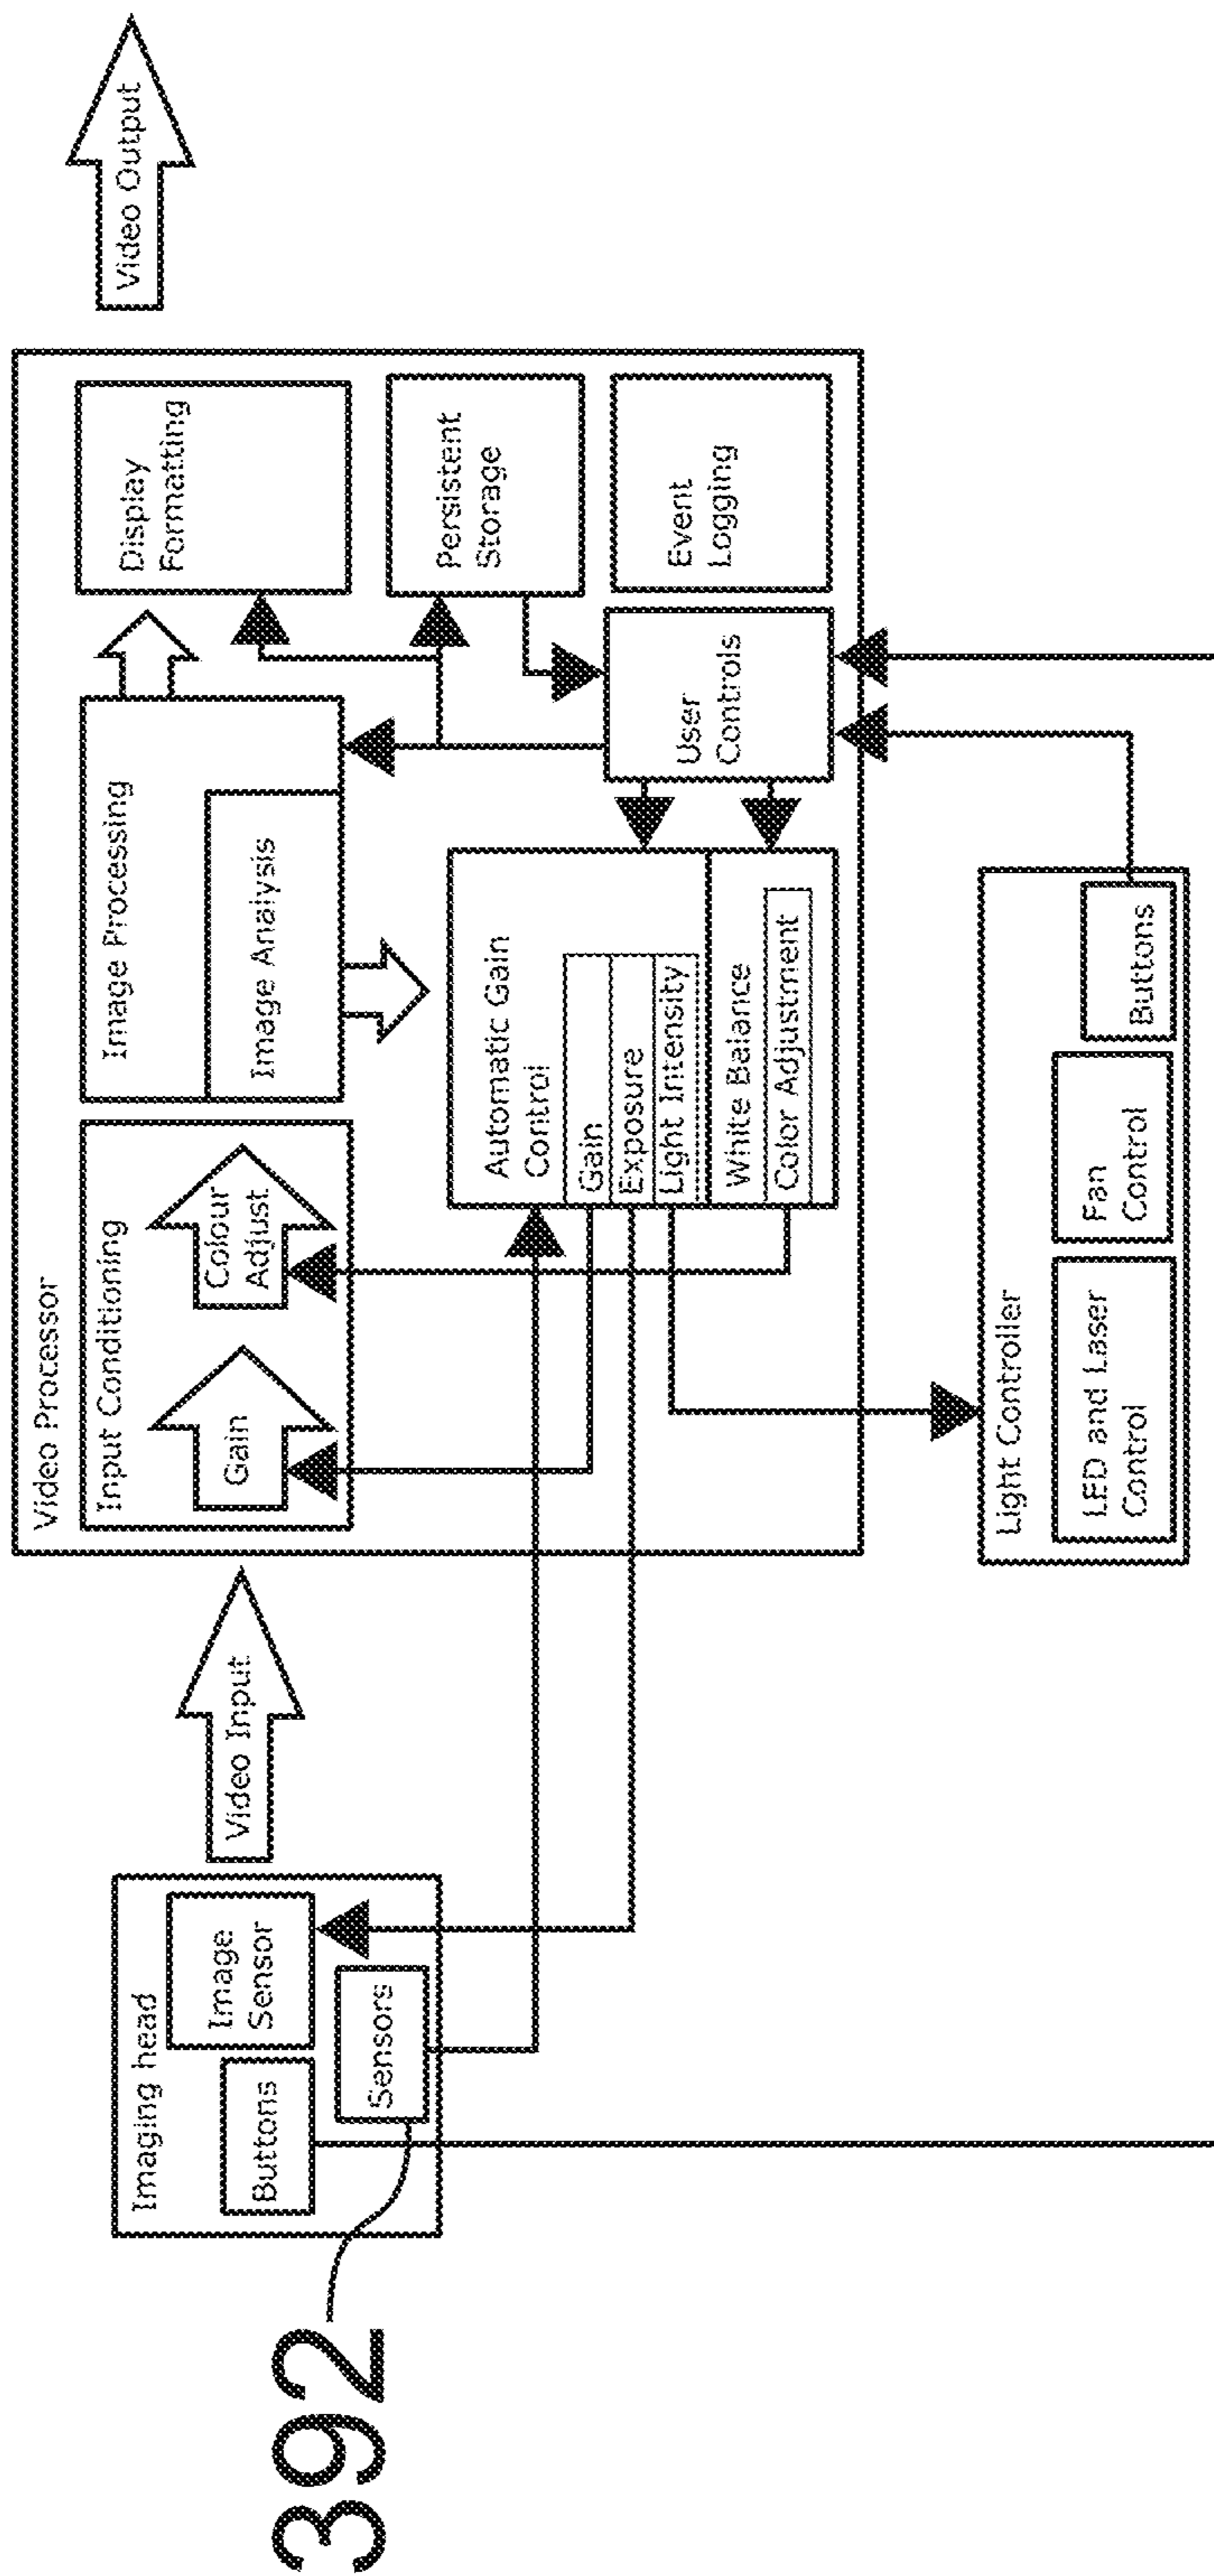 392
Imaging head
Buttons
Image
Sensor
Sensors
Video Input
Video Processor
Input Conditioning
Gain
Colour
Adjust
Image Processing
Image Analysis
Display
Formatting
Automatic Gain
Control
Gain
Exposure
Light Intensity
White Balance
Color Adjustment
User
Controls
Persistent
Storage
Event
Logging
Video Output
Light Controller
LED and Laser
Control
Fan
Control
Buttons